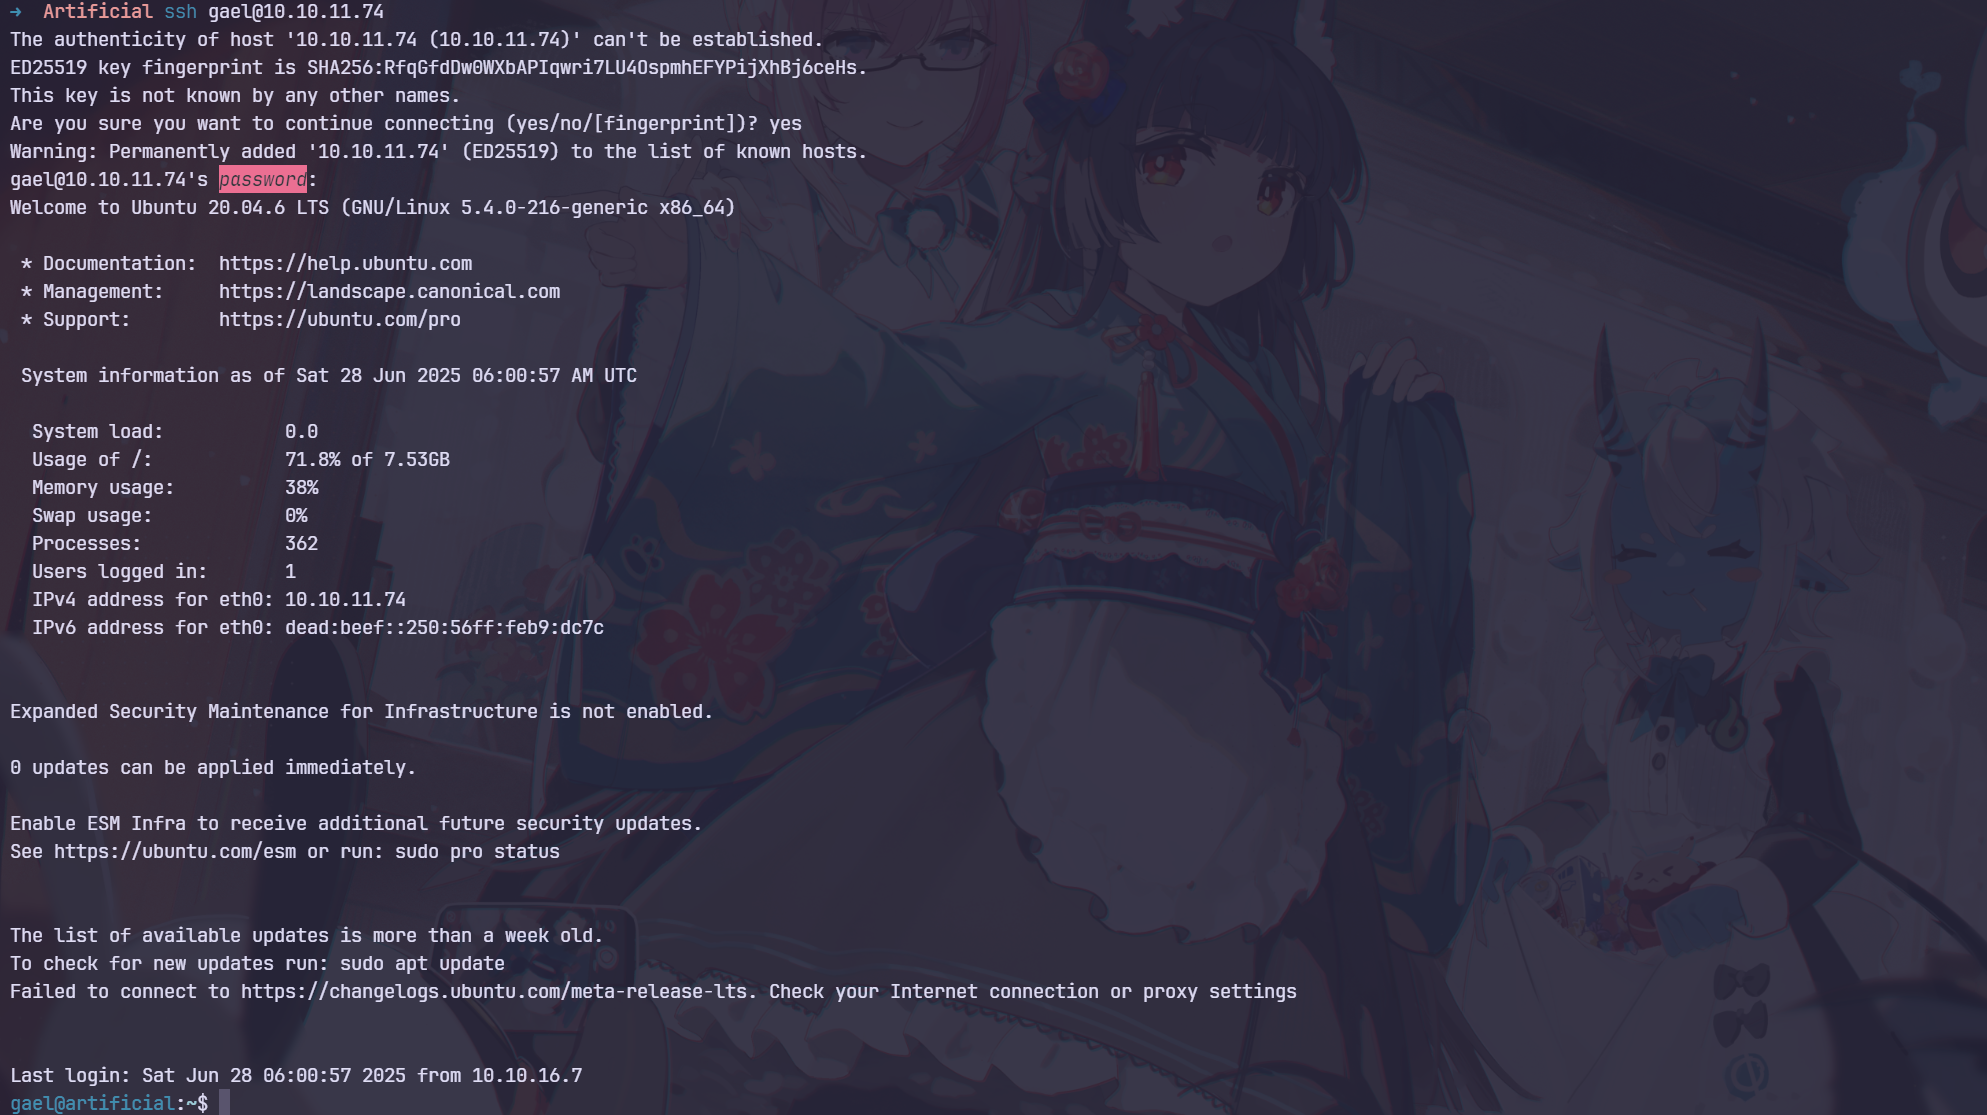 →  Artificial ssh gael@10.10.11.74
The authenticity of host '10.10.11.74 (10.10.11.74)' can't be established.
ED25519 key fingerprint is SHA256:RfqGfdDw0WXbAPIqwri7LU4OspmhEFYPijXhBj6ceHs.
This key is not known by any other names.
Are you sure you want to continue connecting (yes/no/[fingerprint])? yes
Warning: Permanently added '10.10.11.74' (ED25519) to the list of known hosts.
gael@10.10.11.74's password:
Welcome to Ubuntu 20.04.6 LTS (GNU/Linux 5.4.0-216-generic x86_64)
 * Documentation:  https://help.ubuntu.com
 * Management:     https://landscape.canonical.com
 * Support:        https://ubuntu.com/pro
 System information as of Sat 28 Jun 2025 06:00:57 AM UTC
  System load:           0.0
  Usage of /:            71.8% of 7.53GB
  Memory usage:          38%
  Swap usage:            0%
  Processes:             362
  Users logged in:       1
  IPv4 address for eth0: 10.10.11.74
  IPv6 address for eth0: dead:beef::250:56ff:feb9:dc7c
Expanded Security Maintenance for Infrastructure is not enabled.
0 updates can be applied immediately.
Enable ESM Infra to receive additional future security updates.
See https://ubuntu.com/esm or run: sudo pro status
The list of available updates is more than a week old.
To check for new updates run: sudo apt update
Failed to connect to https://changelogs.ubuntu.com/meta-release-lts. Check your Internet connection or proxy settings
Last login: Sat Jun 28 06:00:57 2025 from 10.10.16.7
gael@artificial:~$